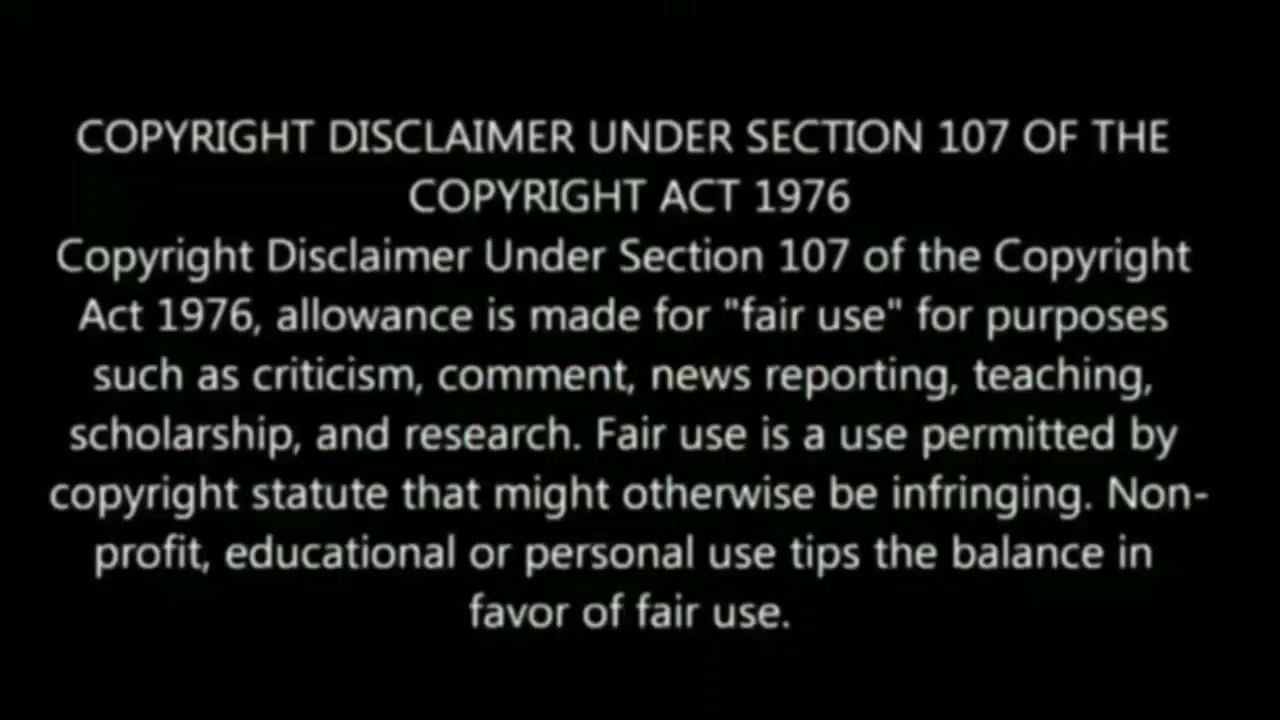 COPYRIGHT DISCLAIMER UNDER SECTION 107 OF THE
COPYRIGHT ACT 1976
Copyright Disclaimer Under Section 107 of the Copyright
Act 1976, allowance is made for "fair use" for purposes
such as criticism, comment, news reporting, teaching,
scholarship, and research. Fair use is a use permitted by
copyright statute that might otherwise be infringing. Non-
profit, educational or personal use tips the balance in
favor of fair use.